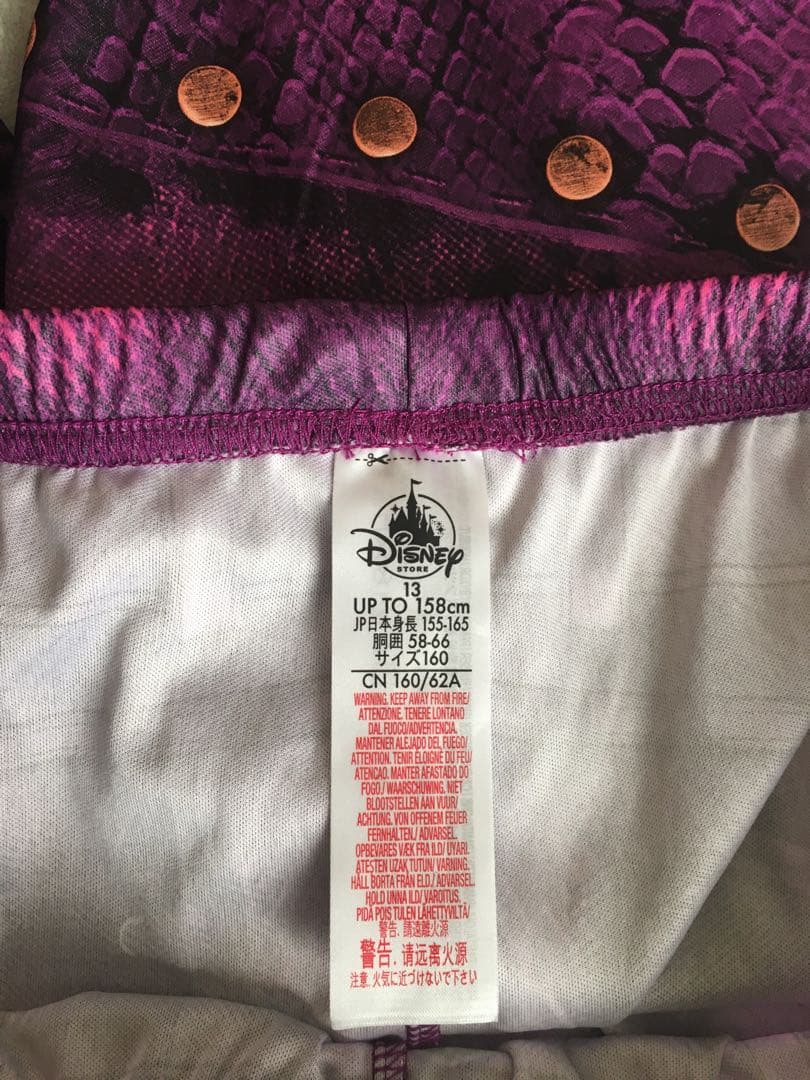 Disney
STORE
13
UP TO 158cm
JP日本身長 155-165
胴囲 58-66
サイズ160
CN 160/62A
WARNING. KEEP AWAY FROM FIRE/
ATTENZIONE. TENERE LONTANO
DAL FUOCO/ADVERTENCIA.
MANTENER ALEJADO DEL FUEGO/
ATTENTION. TENIR ÉLOIGNÉ DU FEU/
ATENCAO. MANTER AFASTADO DO
FOGO./ WAARSCHUWING. NIET
BLOOTSTELLEN AAN VUUR/
ACHTUNG. VON OFFENEM FEUER
FERNHALTEN./ ADVARSEL.
OPBEVARES VÆK FRA ILD/ UYARI.
ATESTEN UZAK TUTUN/ VARNING.
HÅLL BORTA FRÅN ELD./ ADVARSEL.
HOLD UNNA ILD/ VAROITUS.
PIDÄ POIS TULEN LÄHETTYVILTÄ/
警告. 請遠離火源
警告. 请远离火源
注意. 火気に近づけないで下さい